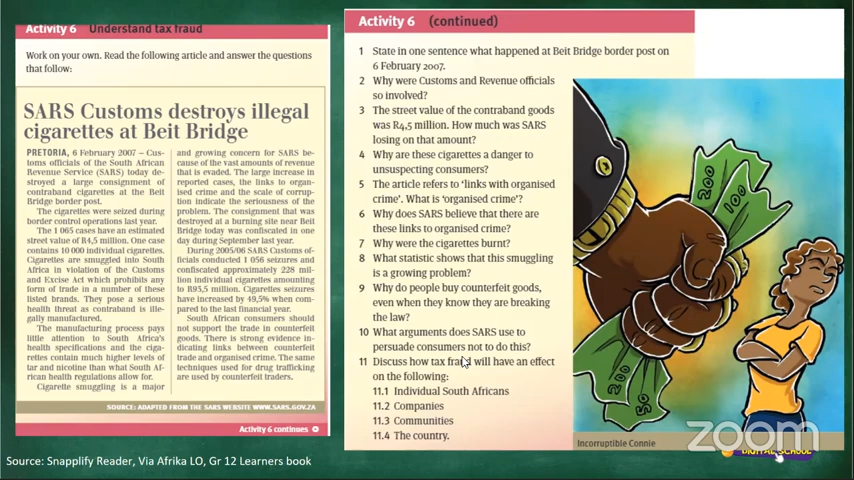 Activity 6 Understand tax fraud
Work on your own. Read the following article and answer the questions
that follow:
SARS Customs destroys illegal
cigarettes at Beit Bridge
PRETORIA, 6 February 2007 – Cus-
toms officials of the South African
Revenue Service (SARS) today de-
stroyed a large consignment of
contraband cigarettes at the Beit
Bridge border post.
The cigarettes were seized during
border control operations last year.
The 1 065 cases have an estimated
street value of R4,5 million. One case
contains 10 000 individual cigarettes.
Cigarettes are smuggled into South
Africa in violation of the Customs
and Excise Act which prohibits any
form of trade in a number of these
listed brands. They pose a serious
health threat as contraband is ille-
gally manufactured.
The manufacturing process pays
little attention to South Africa's
health specifications and the ciga-
rettes contain much higher levels of
tar and nicotine than what South Af-
rican health regulations allow for.
Cigarette smuggling is a major
and growing concern for SARS be-
cause of the vast amounts of revenue
that is evaded. The large increase in
reported cases, the links to organ-
ised crime and the scale of corrup-
tion indicate the seriousness of the
problem. The consignment that was
destroyed at a burning site near Beit
Bridge today was confiscated in one
day during September last year.
During 2005/06 SARS Customs of-
ficials conducted 1 056 seizures and
confiscated approximately 228 mil-
lion individual cigarettes amounting
to R93,5 million. Cigarettes seizures
have increased by 49,5% when com-
pared to the last financial year.
South African consumers should
not support the trade in counterfeit
goods. There is strong evidence in-
dicating links between counterfeit
trade and organised crime. The same
techniques used for drug trafficking
are used by counterfeit traders.
SOURCE: ADAPTED FROM THE SARS WEBSITE WWW.SARS.GOV.ZA
Activity 6 continues
Source: Snapplify Reader, Via Afrika LO, Gr 12 Learners book
Activity 6 (continued)
1 State in one sentence what happened at Beit Bridge border post on
6 February 2007.
2 Why were Customs and Revenue officials
so involved?
3 The street value of the contraband goods
was R4,5 million. How much was SARS
losing on that amount?
4 Why are these cigarettes a danger to
unsuspecting consumers?
5 The article refers to 'links with organised
crime'. What is 'organised crime'?
6 Why does SARS believe that there are
these links to organised crime?
7 Why were the cigarettes burnt?
8 What statistic shows that this smuggling
is a growing problem?
9 Why do people buy counterfeit goods,
even when they know they are breaking
the law?
10 What arguments does SARS use to
persuade consumers not to do this?
11 Discuss how tax fraud will have an effect
on the following:
11.1 Individual South Africans
11.2 Companies
11.3 Communities
11.4 The country.
200
100
200
50
Incorruptible Connie
zoom
DIGITAL SCHOOL